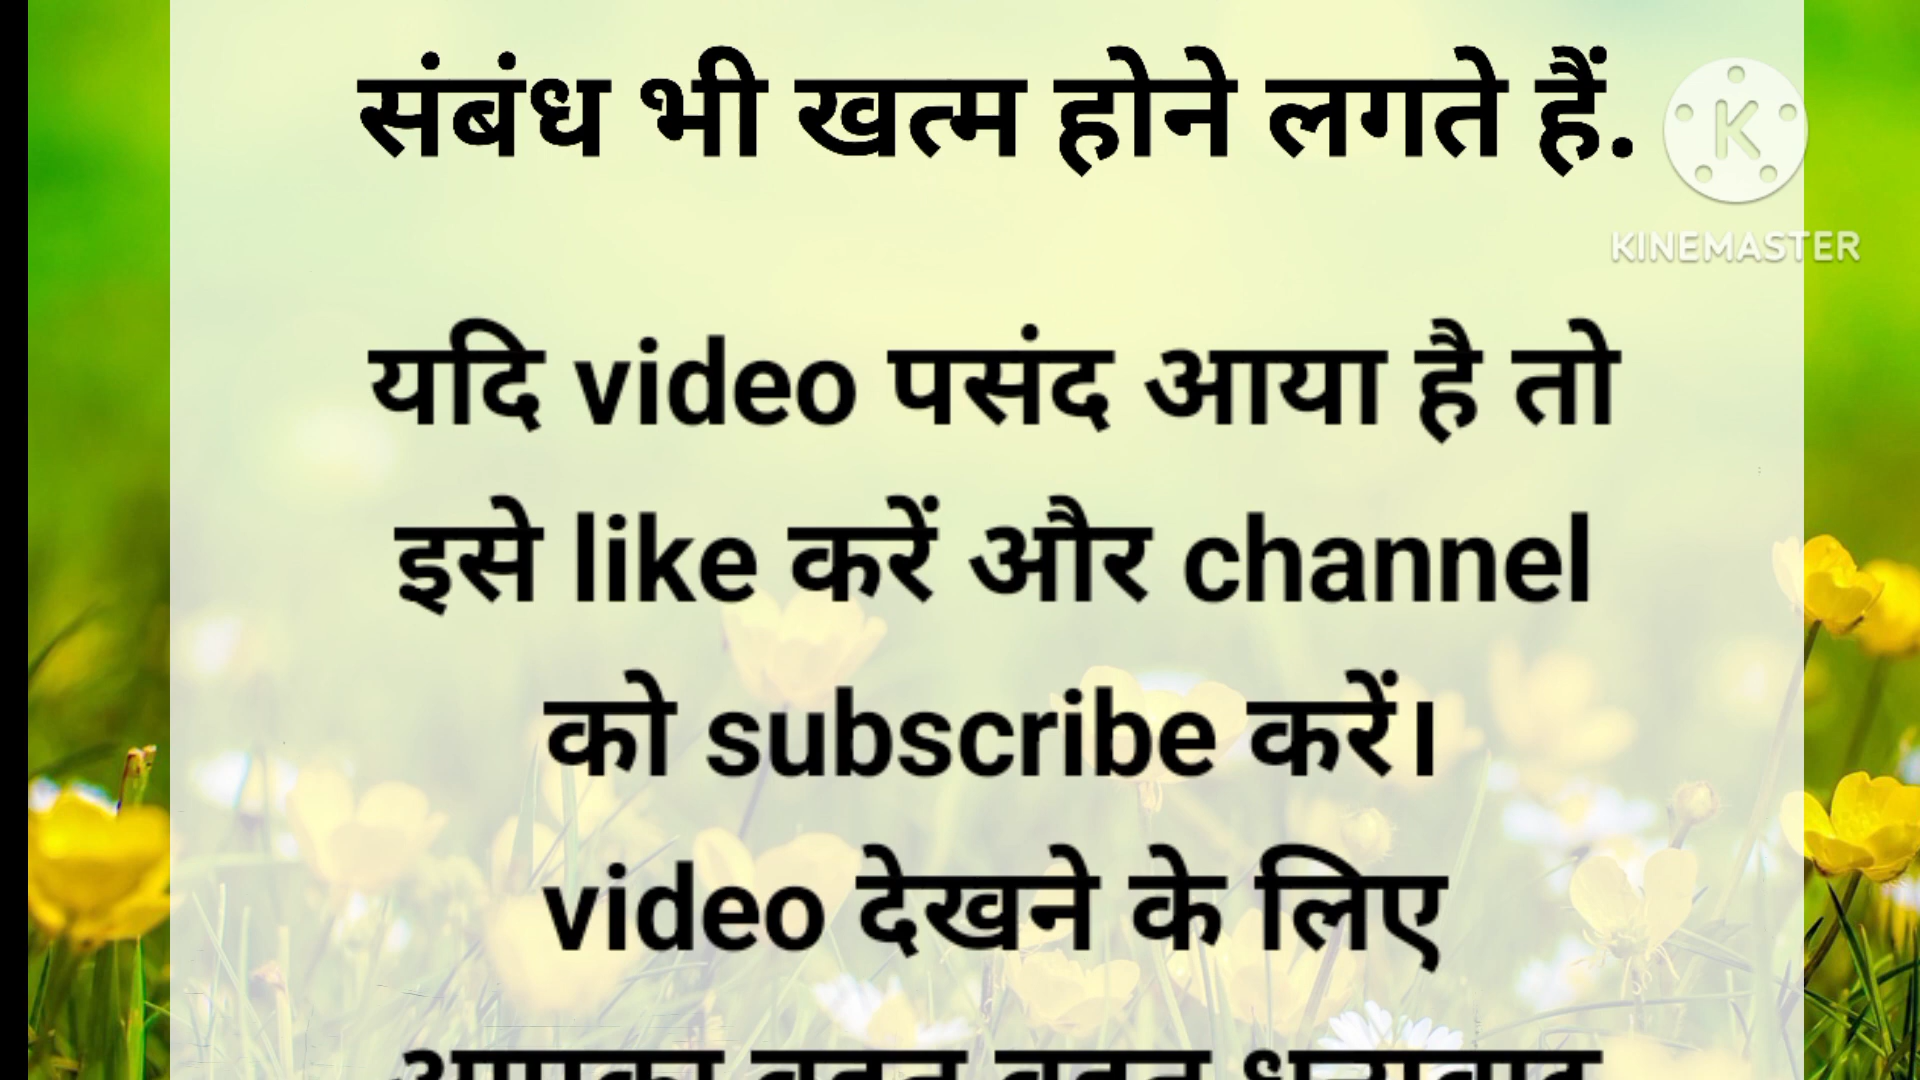 संबंध भी खत्म होने लगते हैं.
K
KINEMASTER
यदि video पसंद आया है तो
इसे like करें और channel
को subscribe करें।
video देखने के लिए